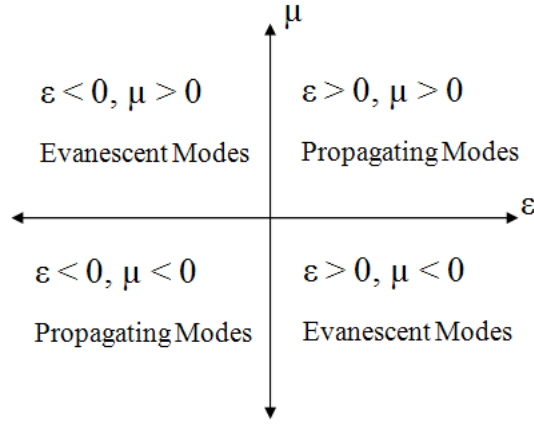 μ
ε < 0, μ > 0
ε > 0, μ > 0
Evanescent Modes
Propagating Modes
ε
ε < 0, μ < 0
ε > 0, μ < 0
Propagating Modes
Evanescent Modes